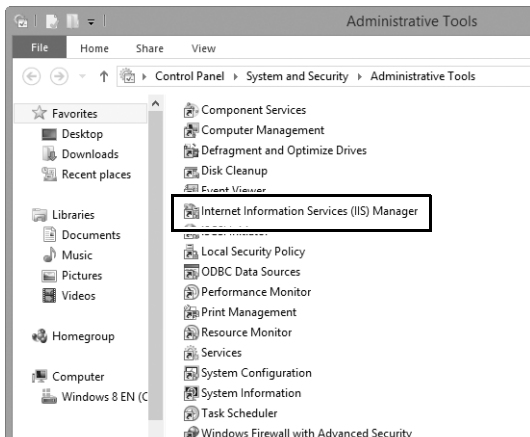 Administrative Tools
File Home Share View
Control Panel System and Security Administrative Tools
Favorites
Desktop
Downloads
Recent places
Libraries
Documents
Music
Pictures
Videos
Homegroup
Computer
Windows 8 EN (C
Component Services
Computer Management
Defragment and Optimize Drives
Disk Cleanup
Event Viewer
Internet Information Services (IIS) Manager
Local Security Policy
ODBC Data Sources
Performance Monitor
Print Management
Resource Monitor
Services
System Configuration
System Information
Task Scheduler
Windows Firewall with Advanced Security